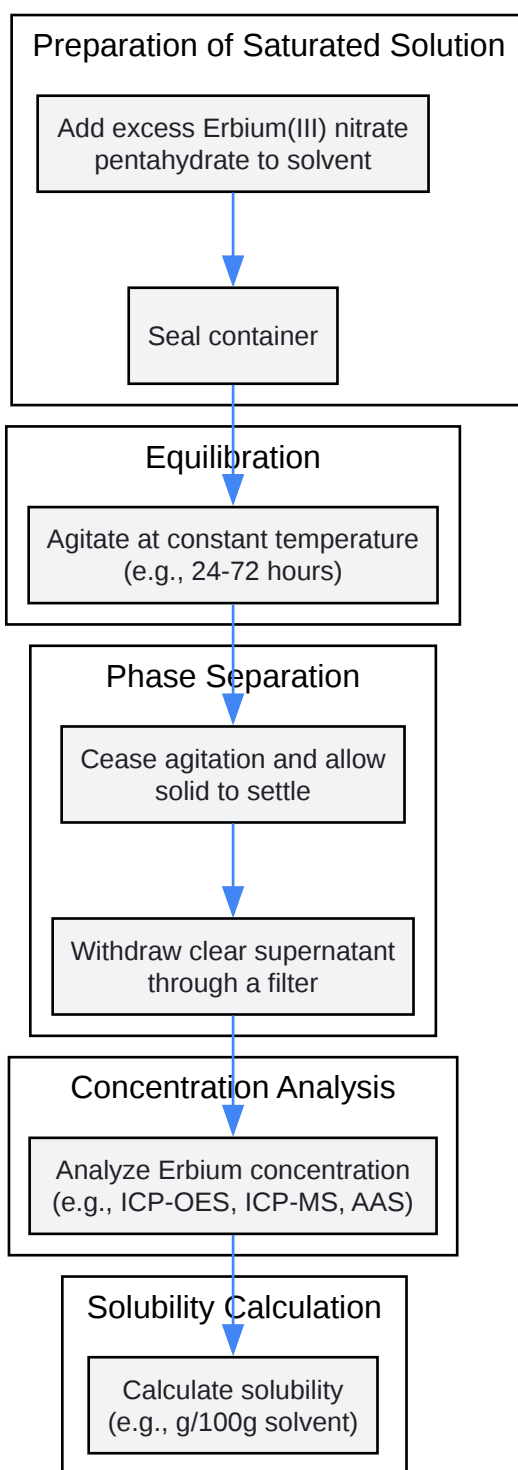 Preparation of Saturated Solution
Add excess Erbium(III) nitrate
pentahydrate to solvent
Seal container
Equilibration
Agitate at constant temperature
(e.g., 24-72 hours)
Phase Separation
Cease agitation and allow
solid to settle
Withdraw clear supernatant
through a filter
Concentration Analysis
Analyze Erbium concentration
(e.g., ICP-OES, ICP-MS, AAS)
Solubility Calculation
Calculate solubility
(e.g., g/100g solvent)